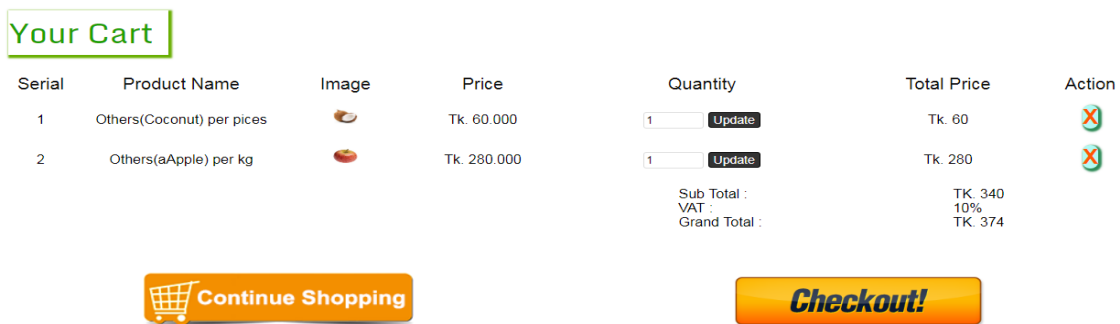 Your Cart
Serial Product Name Image Price Quantity Total Price Action
1 Others(Coconut) per pices Tk. 60.000 1 Update Tk. 60 X
2 Others(aApple) per kg Tk. 280.000 1 Update Tk. 280 X
Sub Total : TK. 340
VAT : 10%
Grand Total : TK. 374
Continue Shopping Checkout!